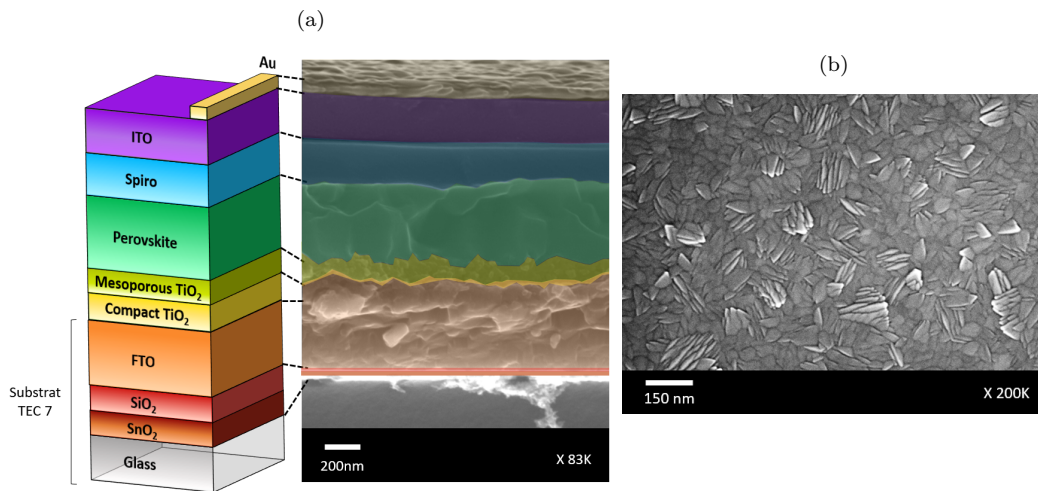 (a)
Au
ITO
Spiro
Perovskite
Mesoporous TiO₂
Compact TiO₂
FTO
SiO₂
SnO₂
Glass
Substrat
TEC 7
200nm
X 83K
(b)
150 nm
X 200K